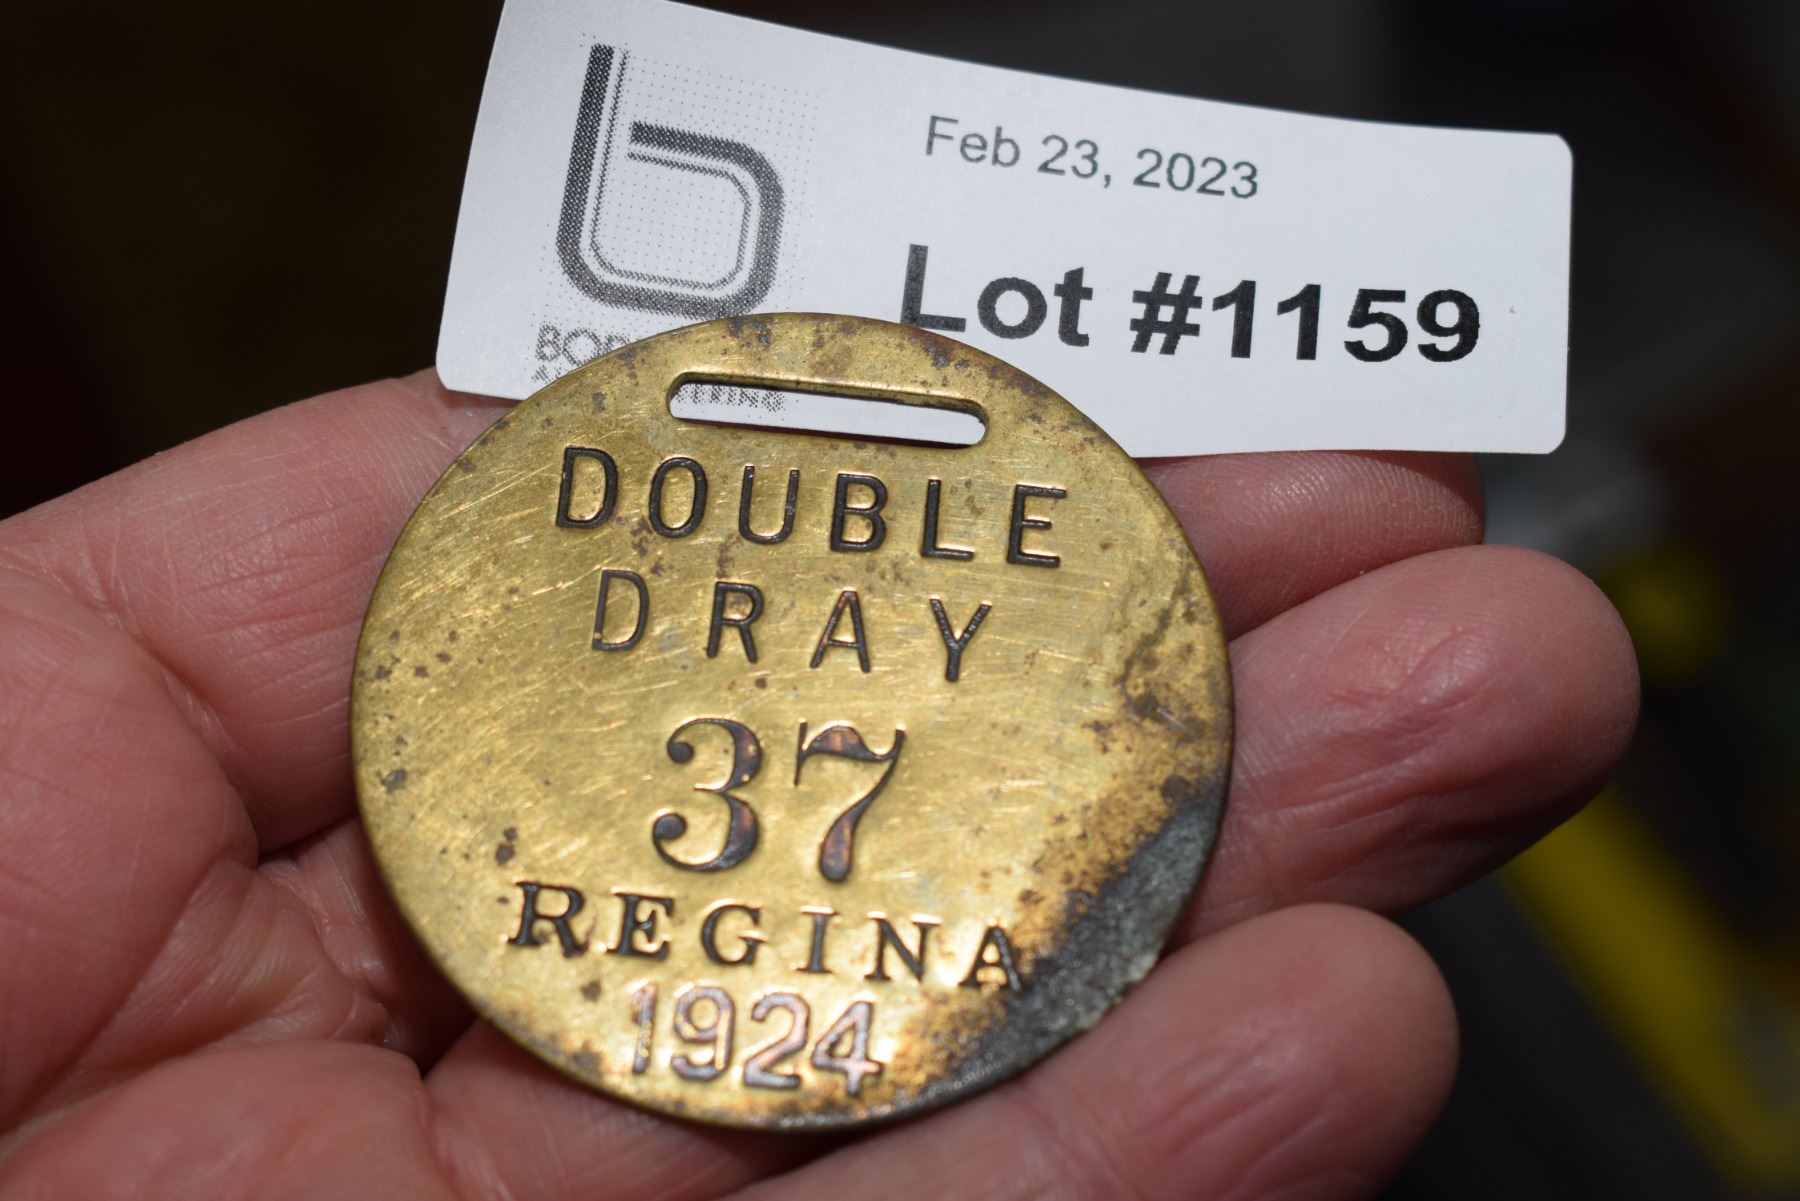 Feb 23, 2023
Lot #1159
DOUBLE
DRAY
37
REGINA
1924